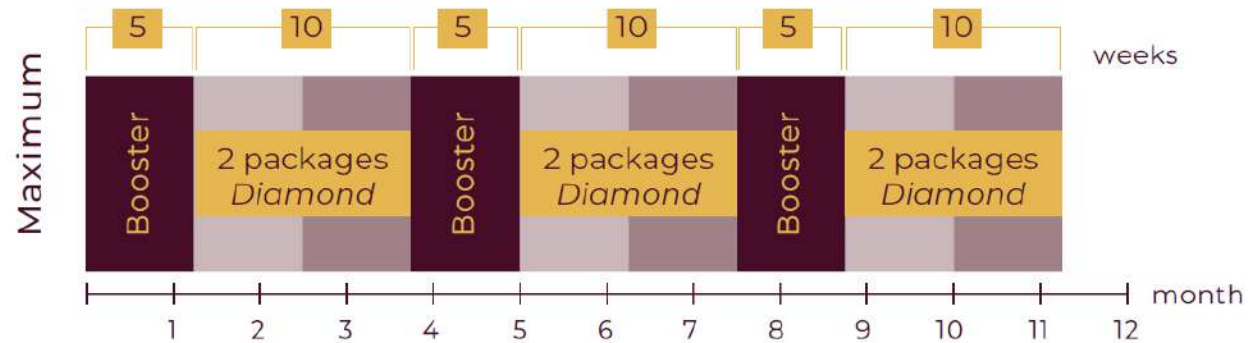 5 10 5 10 5 10
weeks
Maximum
Booster
2 packages
Diamond
Booster
2 packages
Diamond
Booster
2 packages
Diamond
month
1 2 3 4 5 6 7 8 9 10 11 12